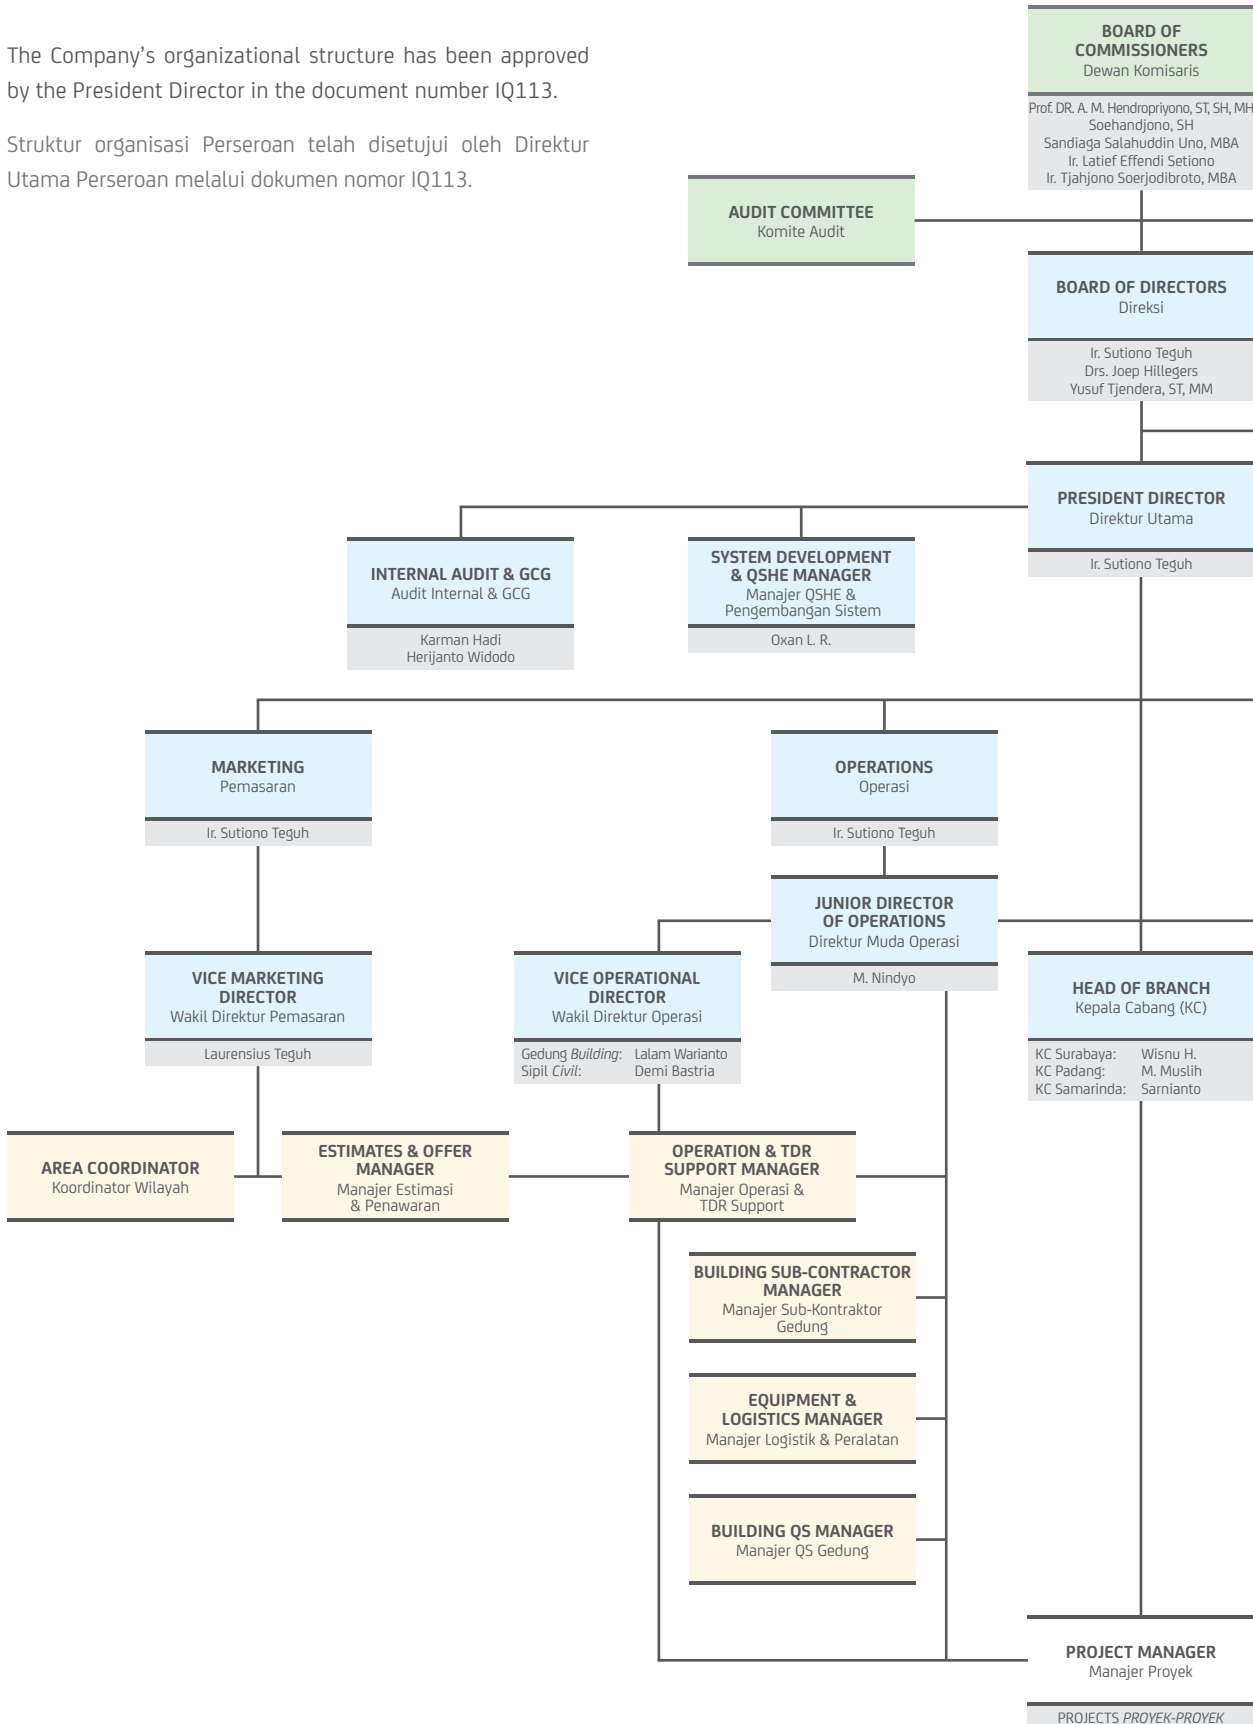 The Company's organizational structure has been approved
by the President Director in the document number IQ113.
Struktur organisasi Perseroan telah disetujui oleh Direktur
Utama Perseroan melalui dokumen nomor IQ113.
BOARD OF
COMMISSIONERS
Dewan Komisaris
Prof. DR. A. M. Hendropriyono, ST, SH, MH
Soehandjono, SH
Sandiaga Salahuddin Uno, MBA
Ir. Latief Effendi Setiono
Ir. Tjahjono Soerjodibroto, MBA
AUDIT COMMITTEE
Komite Audit
BOARD OF DIRECTORS
Direksi
Ir. Sutiono Teguh
Drs. Joep Hillegers
Yusuf Tjendera, ST, MM
PRESIDENT DIRECTOR
Direktur Utama
Ir. Sutiono Teguh
INTERNAL AUDIT & GCG
Audit Internal & GCG
Karman Hadi
Herijanto Widodo
SYSTEM DEVELOPMENT
& QSHE MANAGER
Manajer QSHE &
Pengembangan Sistem
Oxan L. R.
MARKETING
Pemasaran
Ir. Sutiono Teguh
OPERATIONS
Operasi
Ir. Sutiono Teguh
JUNIOR DIRECTOR
OF OPERATIONS
Direktur Muda Operasi
M. Nindyo
VICE MARKETING
DIRECTOR
Wakil Direktur Pemasaran
Laurensius Teguh
VICE OPERATIONAL
DIRECTOR
Wakil Direktur Operasi
Gedung Building: Lalam Warianto
Sipil Civil: Demi Bastria
HEAD OF BRANCH
Kepala Cabang (KC)
KC Surabaya: Wisnu H.
KC Padang: M. Muslih
KC Samarinda: Sarnianto
AREA COORDINATOR
Koordinator Wilayah
ESTIMATES & OFFER
MANAGER
Manajer Estimasi
& Penawaran
OPERATION & TDR
SUPPORT MANAGER
Manajer Operasi &
TDR Support
BUILDING SUB-CONTRACTOR
MANAGER
Manajer Sub-Kontraktor
Gedung
EQUIPMENT &
LOGISTICS MANAGER
Manajer Logistik & Peralatan
BUILDING QS MANAGER
Manajer QS Gedung
PROJECT MANAGER
Manajer Proyek
PROJECTS PROYEK-PROYEK